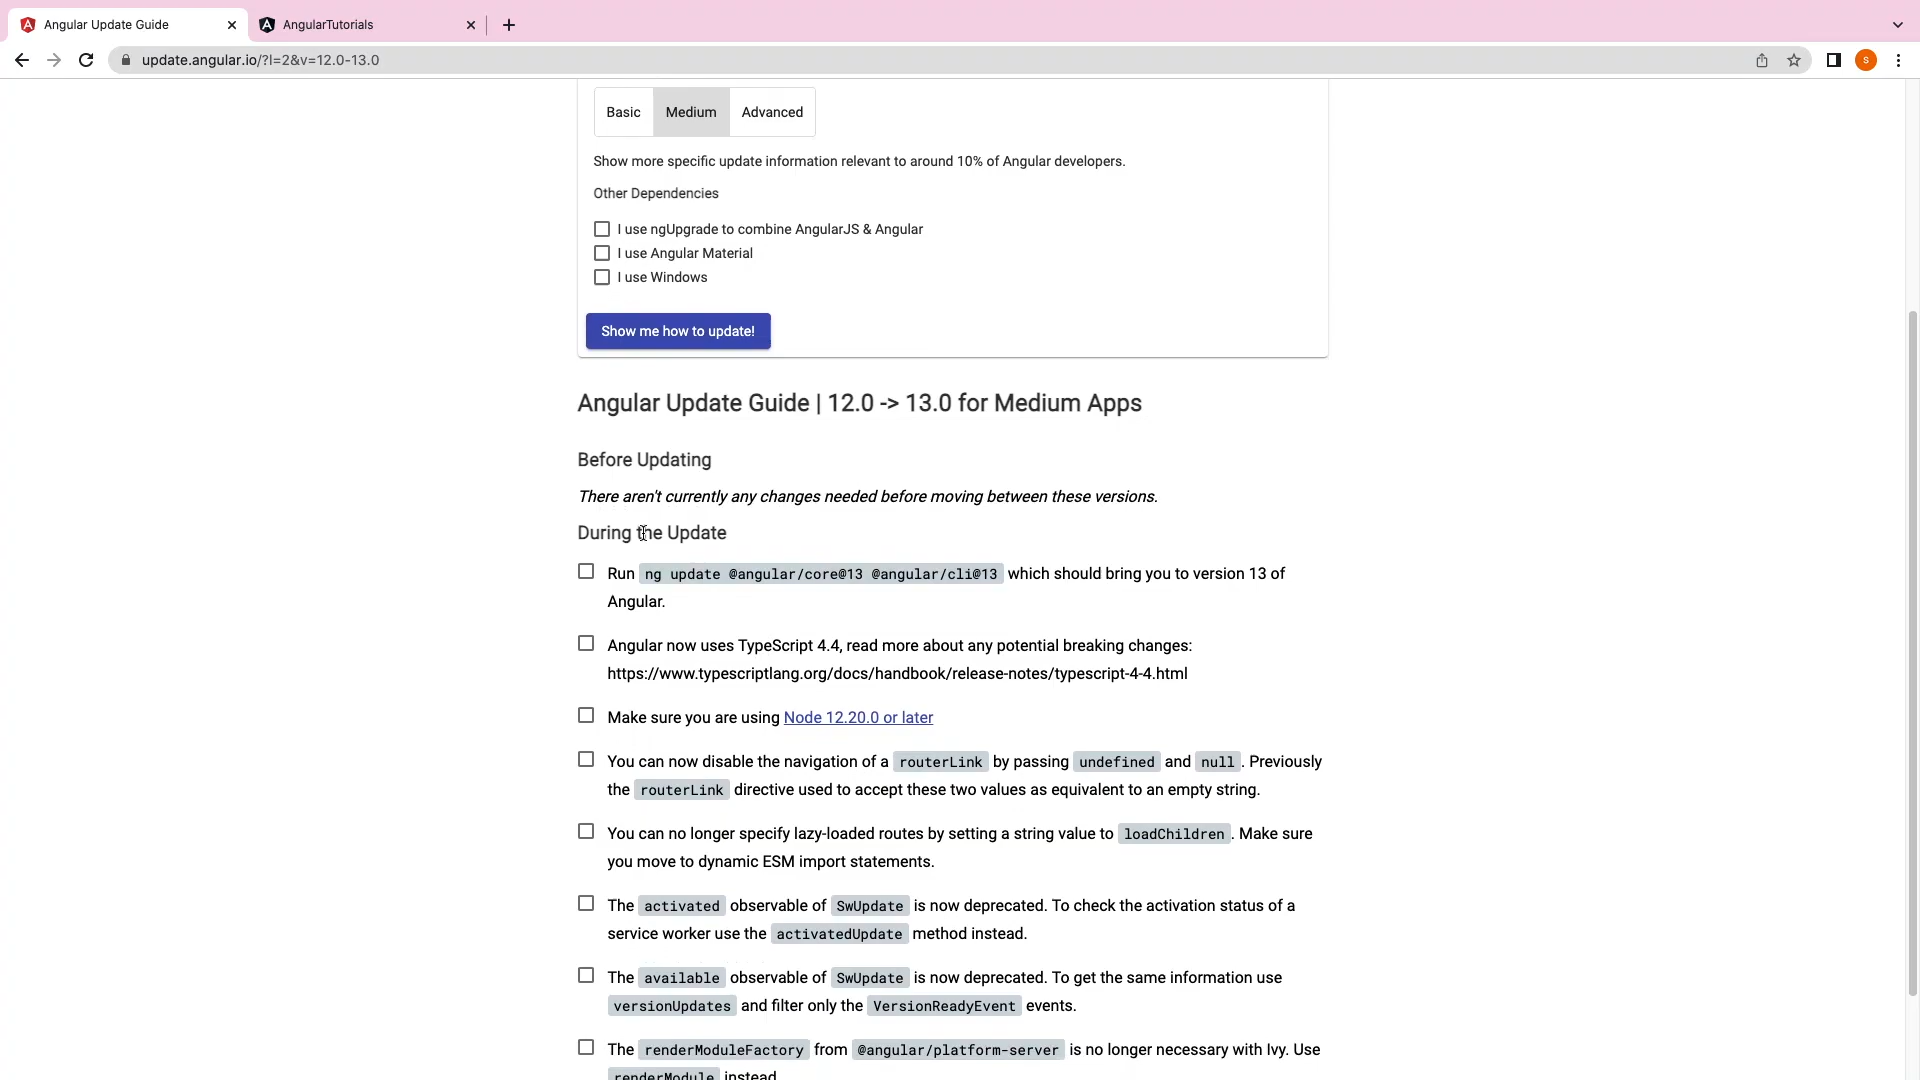 Angular Update Guide
AngularTutorials
update.angular.io/?l=2&v=12.0-13.0
S
Basic Medium Advanced
Show more specific update information relevant to around 10% of Angular developers.
Other Dependencies
I use ngUpgrade to combine AngularJS & Angular
I use Angular Material
I use Windows
Show me how to update!
Angular Update Guide | 12.0 -> 13.0 for Medium Apps
Before Updating
There aren't currently any changes needed before moving between these versions.
During the Update
Run ng update @angular/core@13 @angular/cli@13 which should bring you to version 13 of
Angular.
Angular now uses TypeScript 4.4, read more about any potential breaking changes:
https://www.typescriptlang.org/docs/handbook/release-notes/typescript-4-4.html
Make sure you are using Node 12.20.0 or later
You can now disable the navigation of a routerLink by passing undefined and null . Previously
the routerLink directive used to accept these two values as equivalent to an empty string.
You can no longer specify lazy-loaded routes by setting a string value to loadChildren . Make sure
you move to dynamic ESM import statements.
The activated observable of SwUpdate is now deprecated. To check the activation status of a
service worker use the activatedUpdate method instead.
The available observable of SwUpdate is now deprecated. To get the same information use
versionUpdates and filter only the VersionReadyEvent events.
The renderModuleFactory from @angular/platform-server is no longer necessary with Ivy. Use
renderModule instead